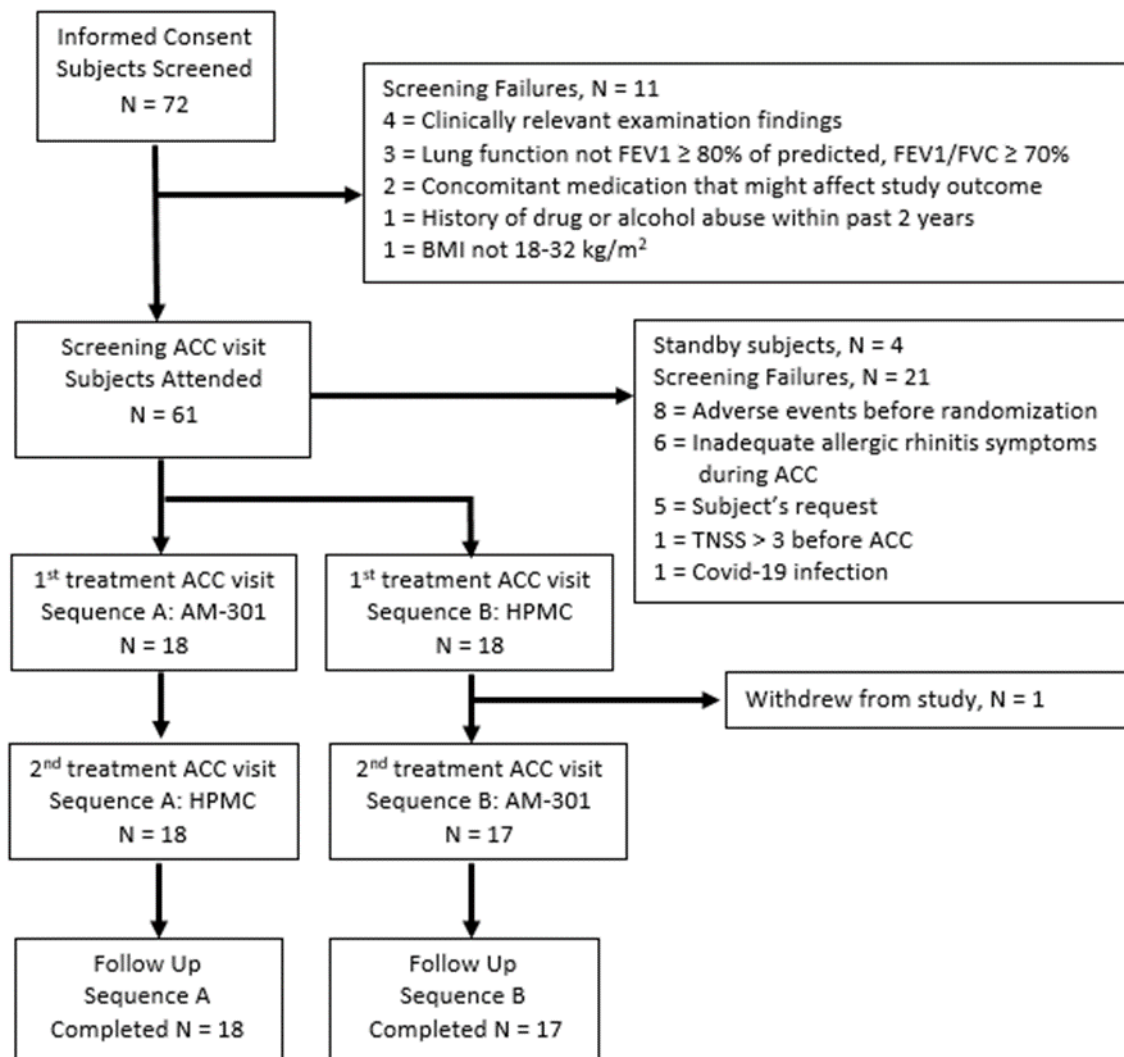 Informed Consent
Subjects Screened
N = 72
Screening Failures, N = 11
4 = Clinically relevant examination findings
3 = Lung function not FEV1 ≥ 80% of predicted, FEV1/FVC ≥ 70%
2 = Concomitant medication that might affect study outcome
1 = History of drug or alcohol abuse within past 2 years
1 = BMI not 18-32 kg/m²
Screening ACC visit
Subjects Attended
N = 61
Standby subjects, N = 4
Screening Failures, N = 21
8 = Adverse events before randomization
6 = Inadequate allergic rhinitis symptoms
during ACC
5 = Subject's request
1 = TNSS > 3 before ACC
1 = Covid-19 infection
1st treatment ACC visit
Sequence A: AM-301
N = 18
1st treatment ACC visit
Sequence B: HPMC
N = 18
Withdrew from study, N = 1
2nd treatment ACC visit
Sequence A: HPMC
N = 18
2nd treatment ACC visit
Sequence B: AM-301
N = 17
Follow Up
Sequence A
Completed N = 18
Follow Up
Sequence B
Completed N = 17